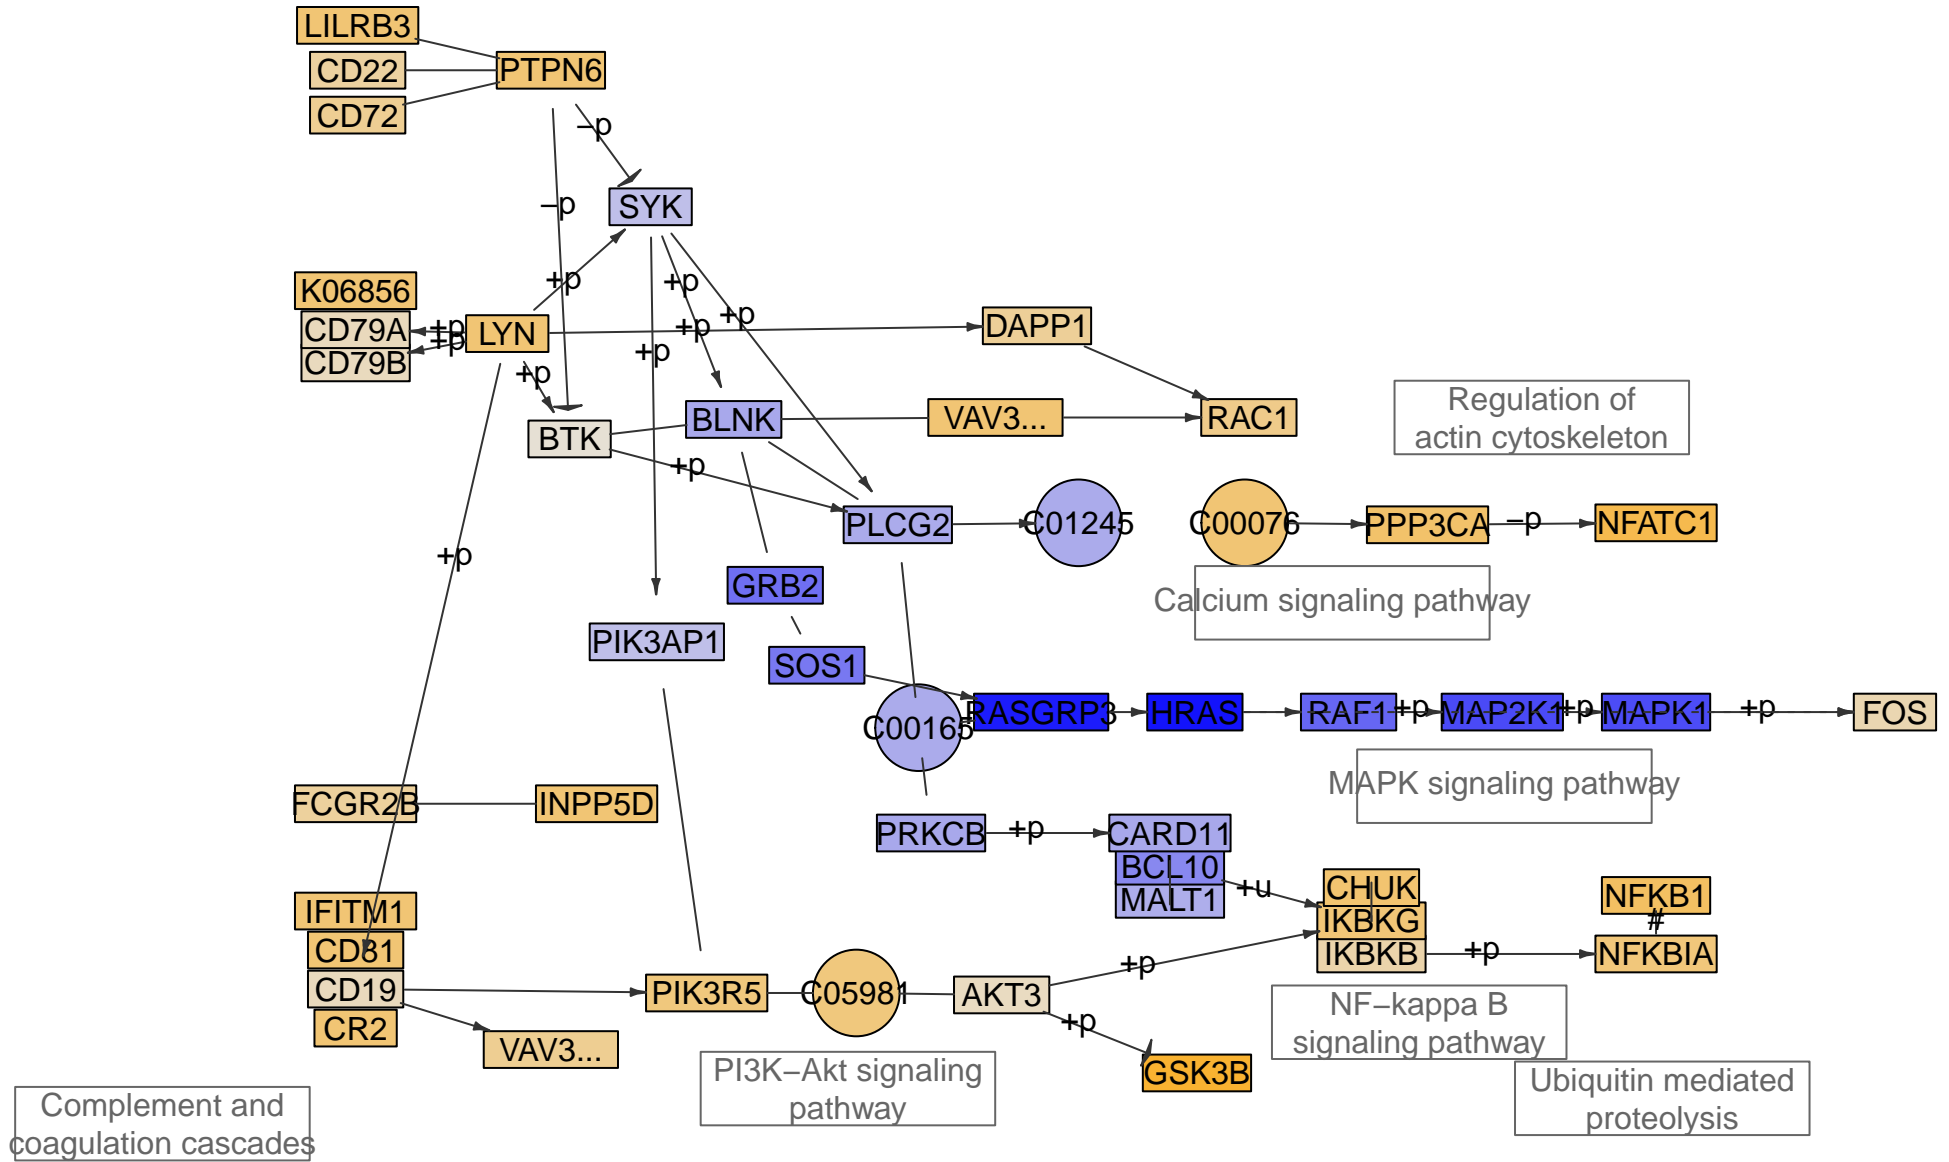 LILRB3
CD22
PTPN6
CD72
–p
SYK
–p
+p
+p
K06856
CD79A
+p
LYN
+p
+p
DAPP1
CD79B
+p
+p
+p
BTK
BLNK
VAV3...
RAC1
Regulation of
actin cytoskeleton
+p
PLCG2
C01245
C00076
PPP3CA
–p
NFATC1
+p
GRB2
Calcium signaling pathway
PIK3AP1
SOS1
C00165
RASGRP3
HRAS
RAF1
+p
MAP2K1
+p
MAPK1
+p
FOS
MAPK signaling pathway
FCGR2B
INPP5D
PRKCB
+p
CARD11
BCL10
MALT1
+u
CHUK
IKBKG
IKBKB
NFKB1
#
+p
NFKBIA
IFITM1
CD81
CD19
CR2
VAV3...
PIK3R5
C05981
AKT3
+p
+p
GSK3B
NF–kappa B
signaling pathway
PI3K–Akt signaling
pathway
Ubiquitin mediated
proteolysis
Complement and
coagulation cascades